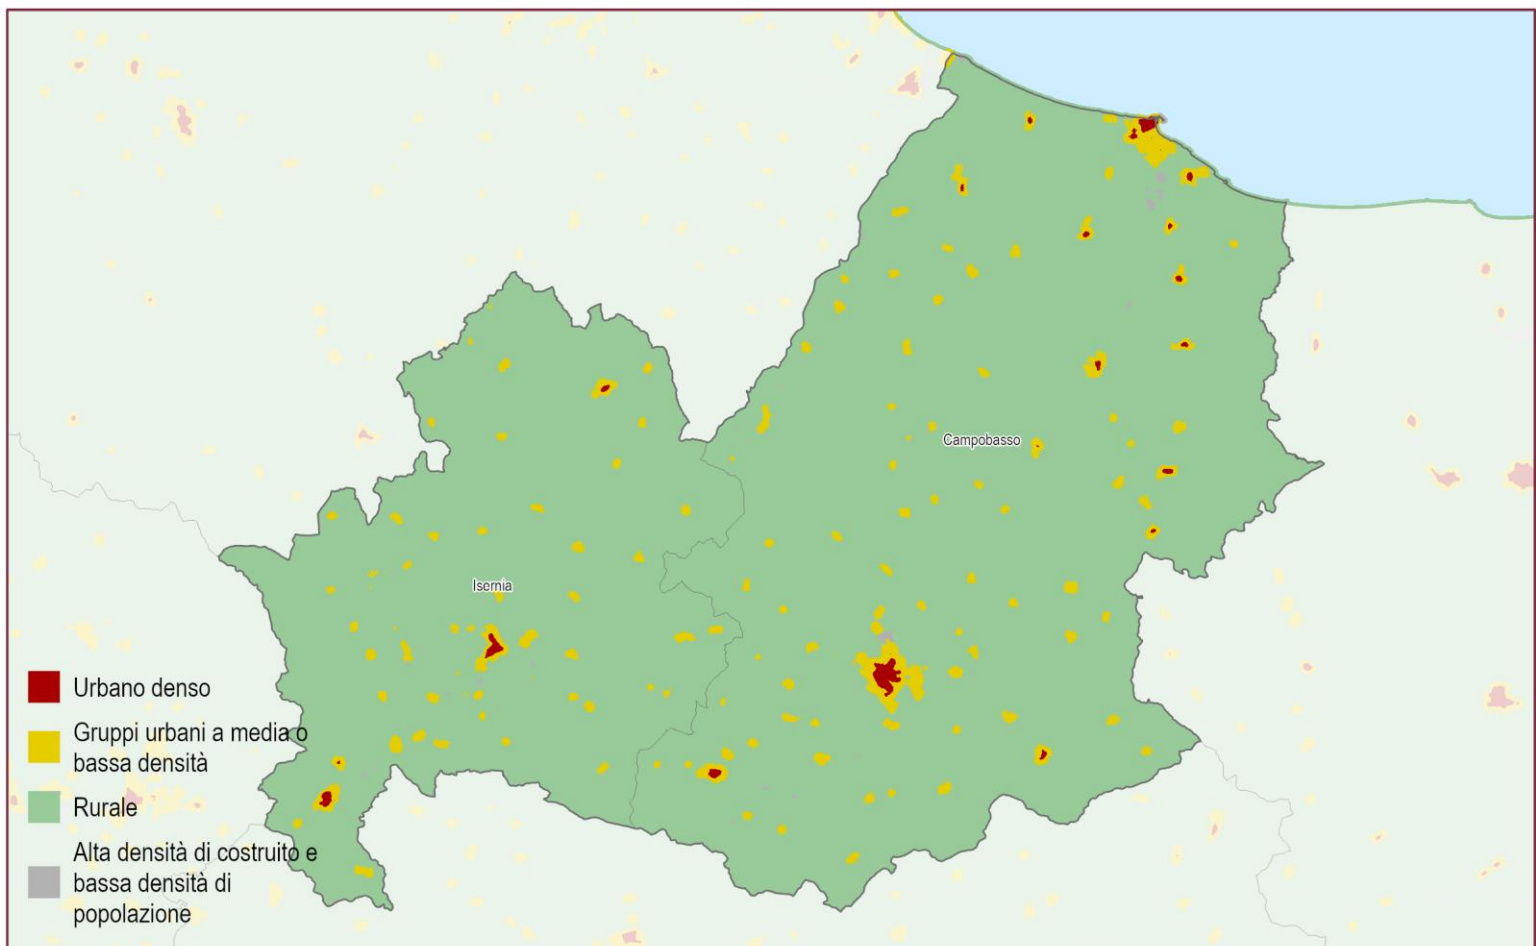 Campobasso
Isernia
Urbano denso
Gruppi urbani a media o
bassa densità
Rurale
Alta densità di costruito e
bassa densità di
popolazione